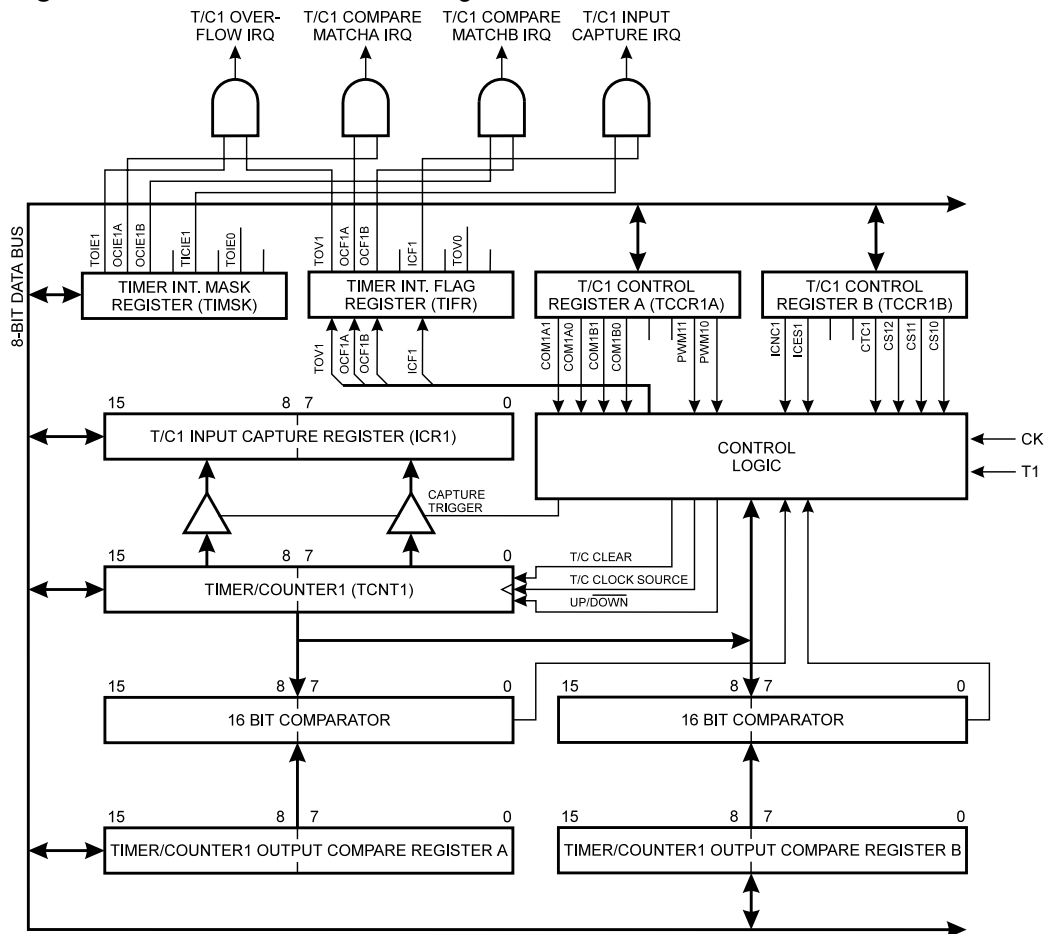 T/C1 OVER-
FLOW IRQ
T/C1 COMPARE
MATCHA IRQ
T/C1 COMPARE
MATCHB IRQ
T/C1 INPUT
CAPTURE IRQ
8-BIT DATA BUS
TOIE1
OCIE1A
OCIE1B
TICIE1
TOIE0
TOV1
OCF1A
OCF1B
ICF1
TOV0
TIMER INT. MASK
REGISTER (TIMSK)
TIMER INT. FLAG
REGISTER (TIFR)
T/C1 CONTROL
REGISTER A (TCCR1A)
T/C1 CONTROL
REGISTER B (TCCR1B)
TOV1
OCF1A
OCF1B
ICF1
COM1A1
COM1A0
COM1B1
COM1B0
PWM11
PWM10
ICNC1
ICES1
CTC1
CS12
CS11
CS10
15 8 7 0
T/C1 INPUT CAPTURE REGISTER (ICR1)
CONTROL
LOGIC
CK
T1
CAPTURE
TRIGGER
15 8 7 0
TIMER/COUNTER1 (TCNT1)
T/C CLEAR
T/C CLOCK SOURCE
UP/DOWN
15 8 7 0
16 BIT COMPARATOR
15 8 7 0
16 BIT COMPARATOR
15 8 7 0
TIMER/COUNTER1 OUTPUT COMPARE REGISTER A
15 8 7 0
TIMER/COUNTER1 OUTPUT COMPARE REGISTER B